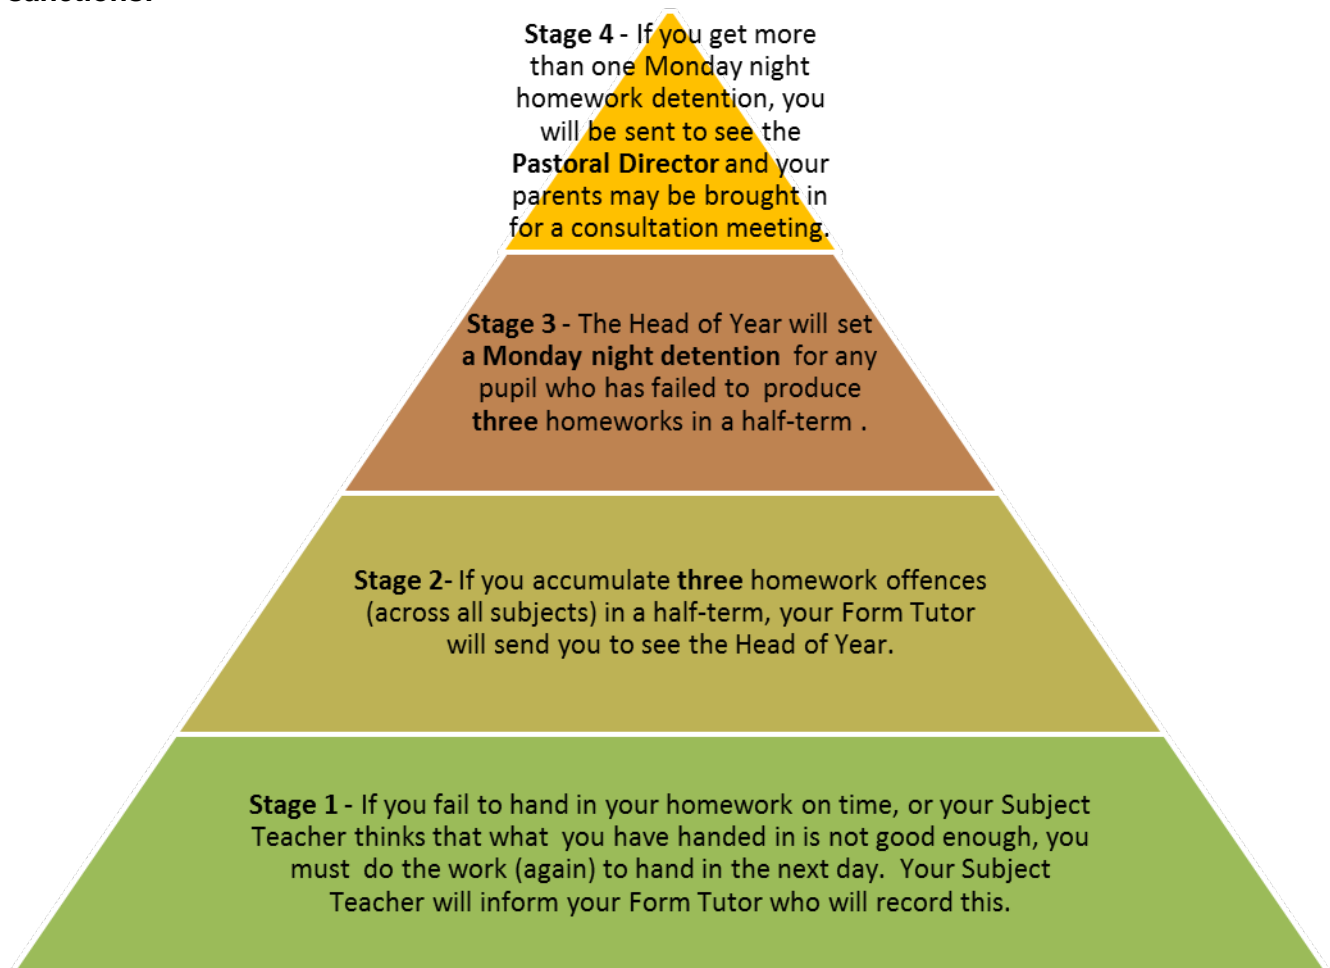 sanctions.
Stage 4 - If you get more
than one Monday night
homework detention, you
will be sent to see the
Pastoral Director and your
parents may be brought in
for a consultation meeting.
Stage 3 - The Head of Year will set
a Monday night detention for any
pupil who has failed to produce
three homeworks in a half-term .
Stage 2- If you accumulate three homework offences
(across all subjects) in a half-term, your Form Tutor
will send you to see the Head of Year.
Stage 1 - If you fail to hand in your homework on time, or your Subject
Teacher thinks that what you have handed in is not good enough, you
must do the work (again) to hand in the next day. Your Subject
Teacher will inform your Form Tutor who will record this.